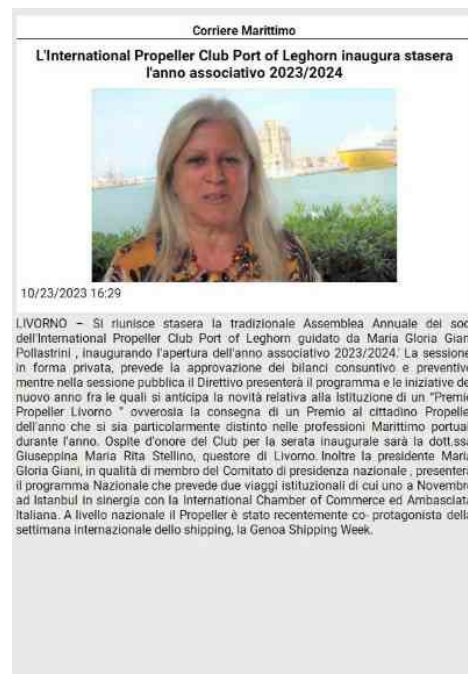 Corriere Marittimo
L'International Propeller Club Port of Leghorn inaugura stasera
l'anno associativo 2023/2024
10/23/2023 16:29
LIVORNO – Si riunisce stasera la tradizionale Assemblea Annuale dei soc
dell'International Propeller Club Port of Leghorn guidato da Maria Gloria Gian
Pollastrini , inaugurando l'apertura dell'anno associativo 2023/2024.' La sessione
in forma privata, prevede la approvazione dei bilanci consuntivo e preventivo
mentre nella sessione pubblica il Direttivo presenterà il programma e le iniziative de
nuovo anno fra le quali si anticipa la novità relativa alla Istituzione di un "Premio
Propeller Livorno " ovverosia la consegna di un Premio al cittadino Propelle
dell'anno che si sia particolarmente distinto nelle professioni Marittimo portual
durante l'anno. Ospite d'onore del Club per la serata inaugurale sarà la dott.ssa
Giuseppina Maria Rita Stellino, questore di Livorno. Inoltre la presidente Maria
Gloria Giani, in qualità di membro del Comitato di presidenza nazionale , presenterà
il programma Nazionale che prevede due viaggi istituzionali di cui uno a Novembre
ad Istanbul in sinergia con la International Chamber of Commerce ed Ambasciata
Italiana. A livello nazionale il Propeller è stato recentemente co- protagonista della
settimana internazionale dello shipping, la Genoa Shipping Week.